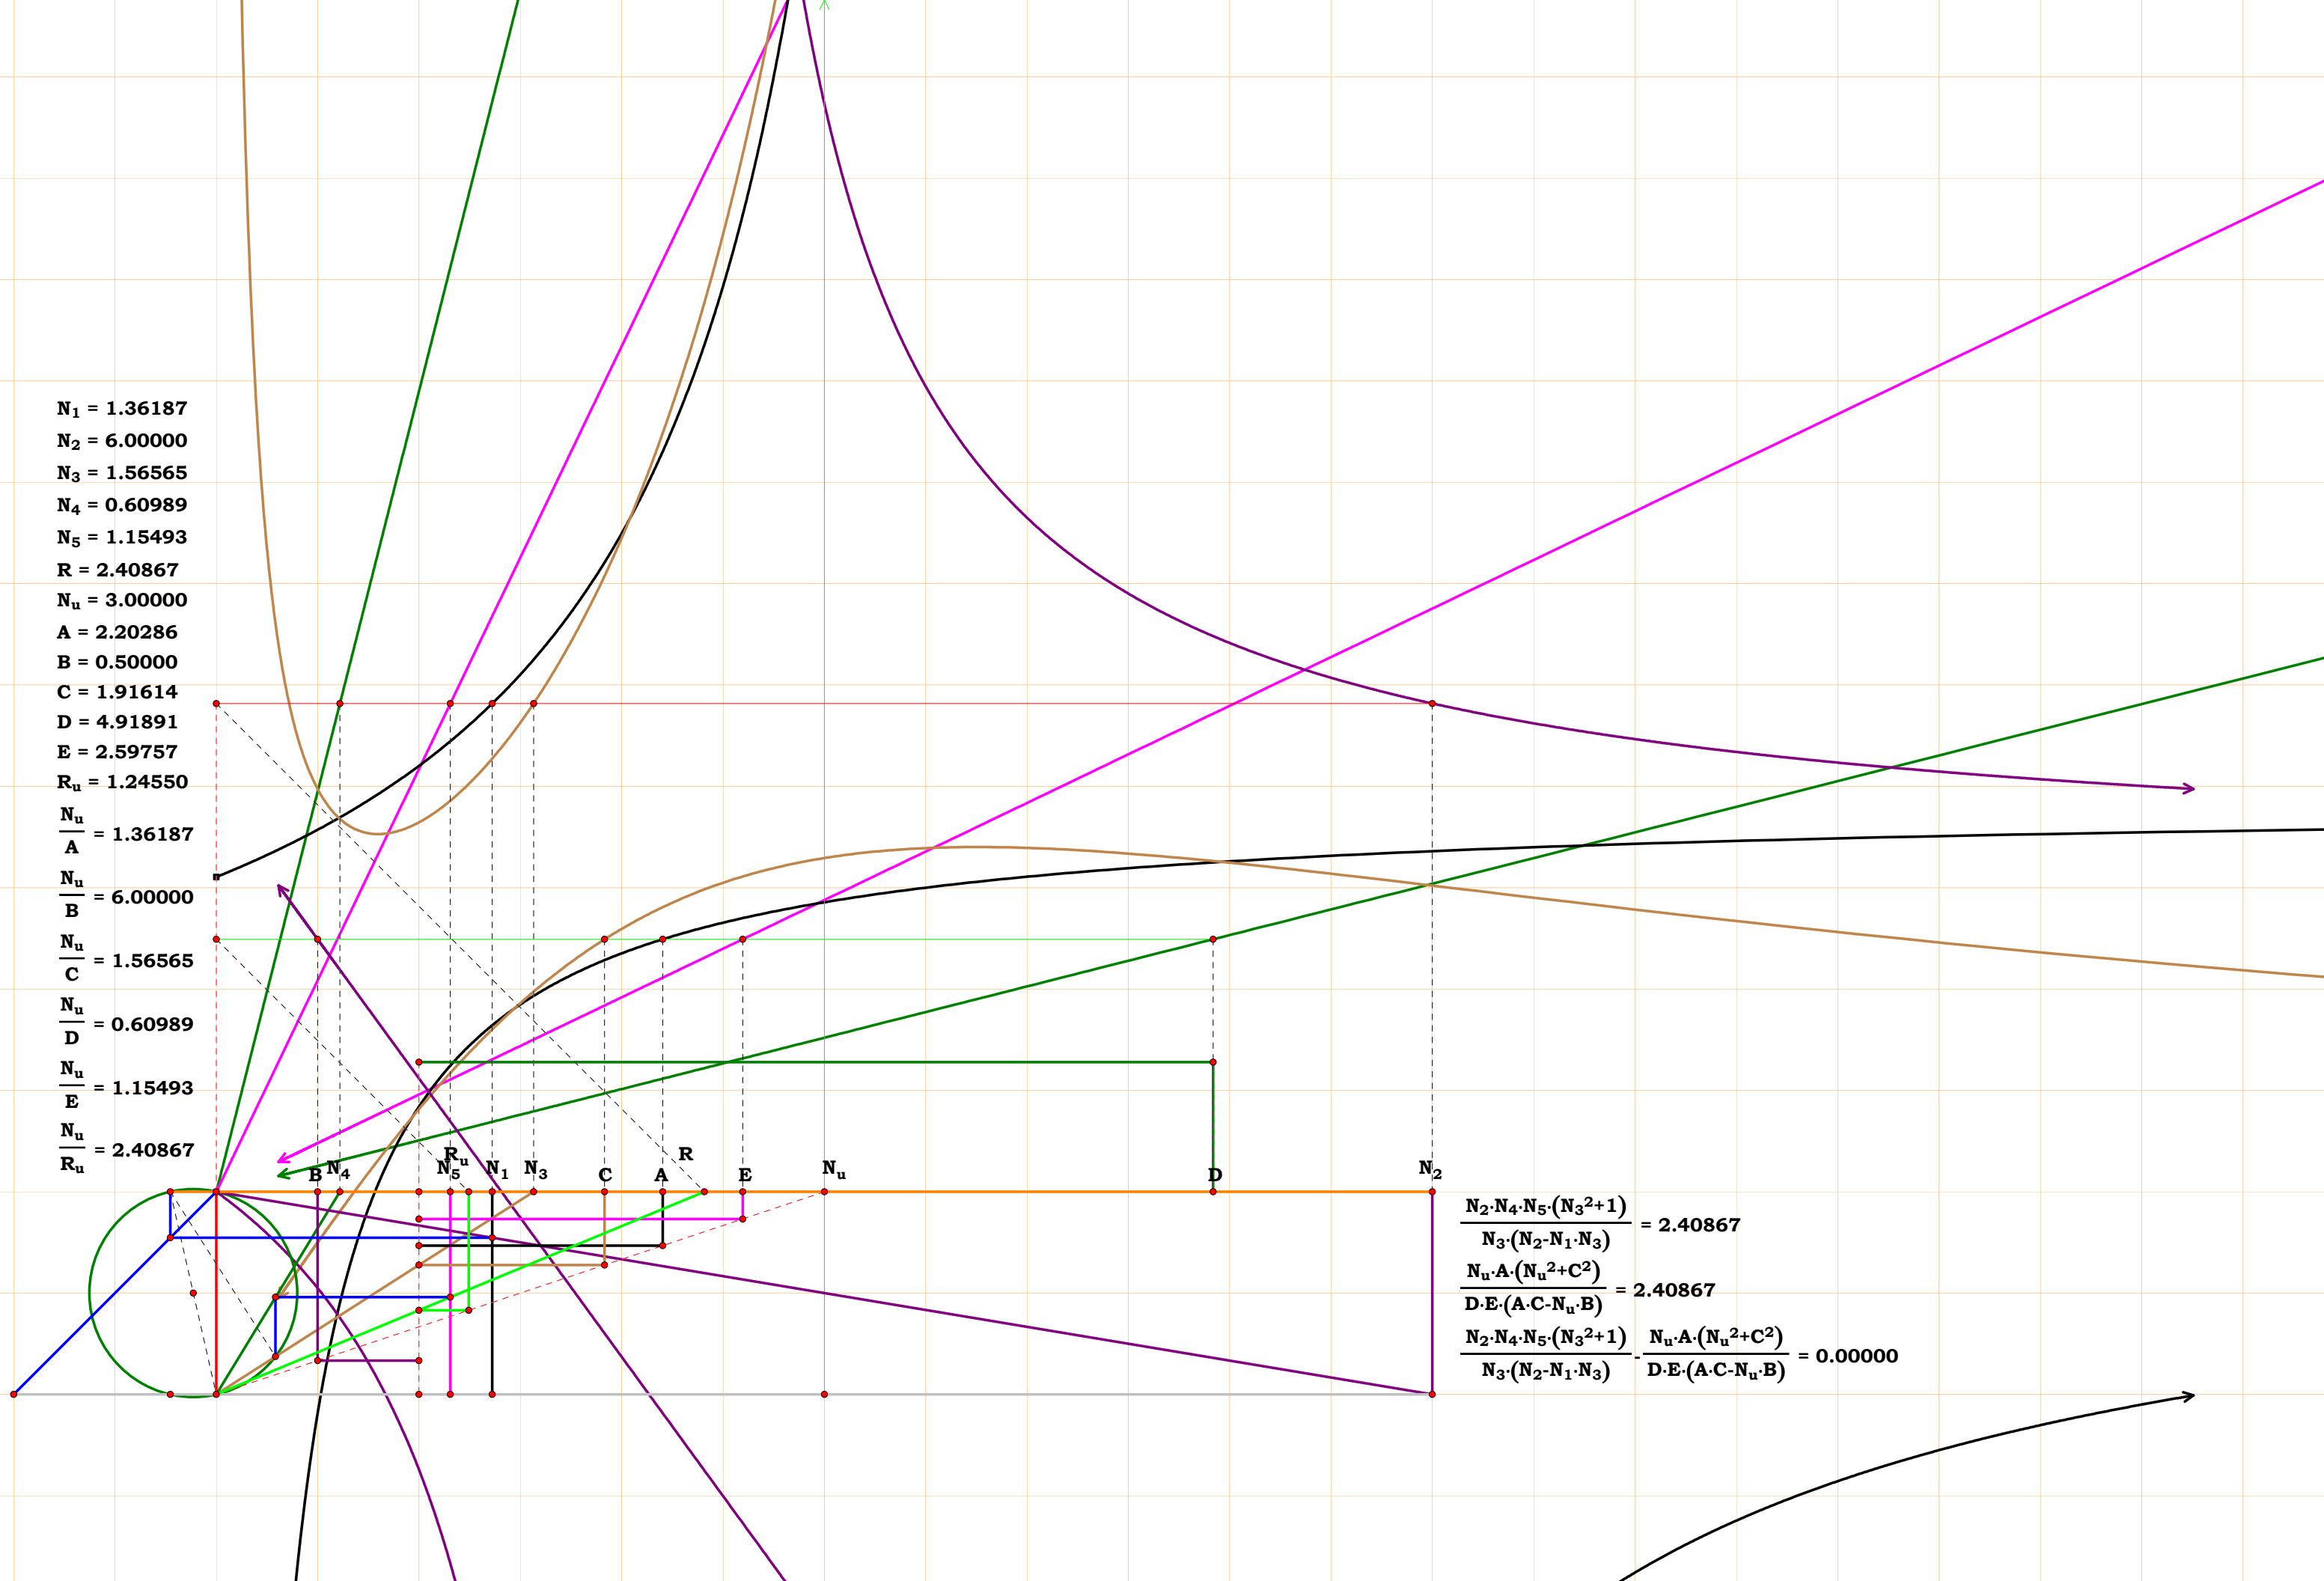 N₁ = 1.36187
N₂ = 6.00000
N₃ = 1.56565
N₄ = 0.60989
N₅ = 1.15493
R = 2.40867
Nᵤ = 3.00000
A = 2.20286
B = 0.50000
C = 1.91614
D = 4.91891
E = 2.59757
Rᵤ = 1.24550
Nᵤ/A = 1.36187
Nᵤ/B = 6.00000
Nᵤ/C = 1.56565
Nᵤ/D = 0.60989
Nᵤ/E = 1.15493
Nᵤ/Rᵤ = 2.40867
B N₄ N₅ Rᵤ N₁ N₃ C A R E Nᵤ D N₂
N₂·N₄·N₅·(N₃²+1)/N₃·(N₂-N₁·N₃) = 2.40867
Nᵤ·A·(Nᵤ²+C²)/D·E·(A·C-Nᵤ·B) = 2.40867
N₂·N₄·N₅·(N₃²+1)/N₃·(N₂-N₁·N₃) - Nᵤ·A·(Nᵤ²+C²)/D·E·(A·C-Nᵤ·B) = 0.00000